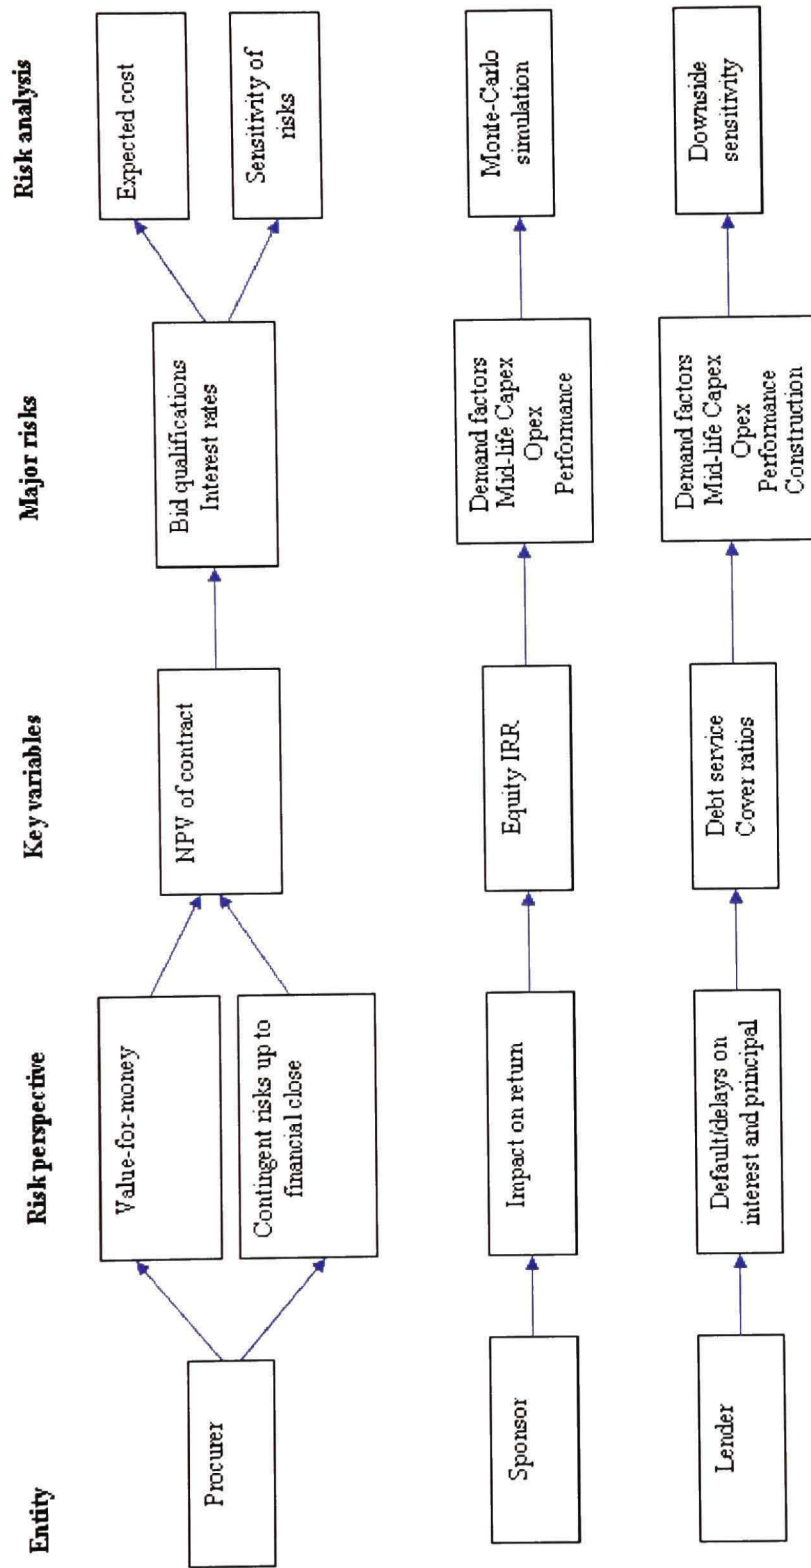 Entity
Risk perspective
Key variables
Major risks
Risk analysis
Procurer
Value-for-money
Contingent risks up to
financial close
NPV of contract
Bid qualifications
Interest rates
Expected cost
Sensitivity of
risks
Sponsor
Impact on return
Equity IRR
Demand factors
Mid-life Capex
Opex
Performance
Monte-Carlo
simulation
Lender
Default/delays on
interest and principal
Debt service
Cover ratios
Demand factors
Mid-life Capex
Opex
Performance
Construction
Downside
sensitivity